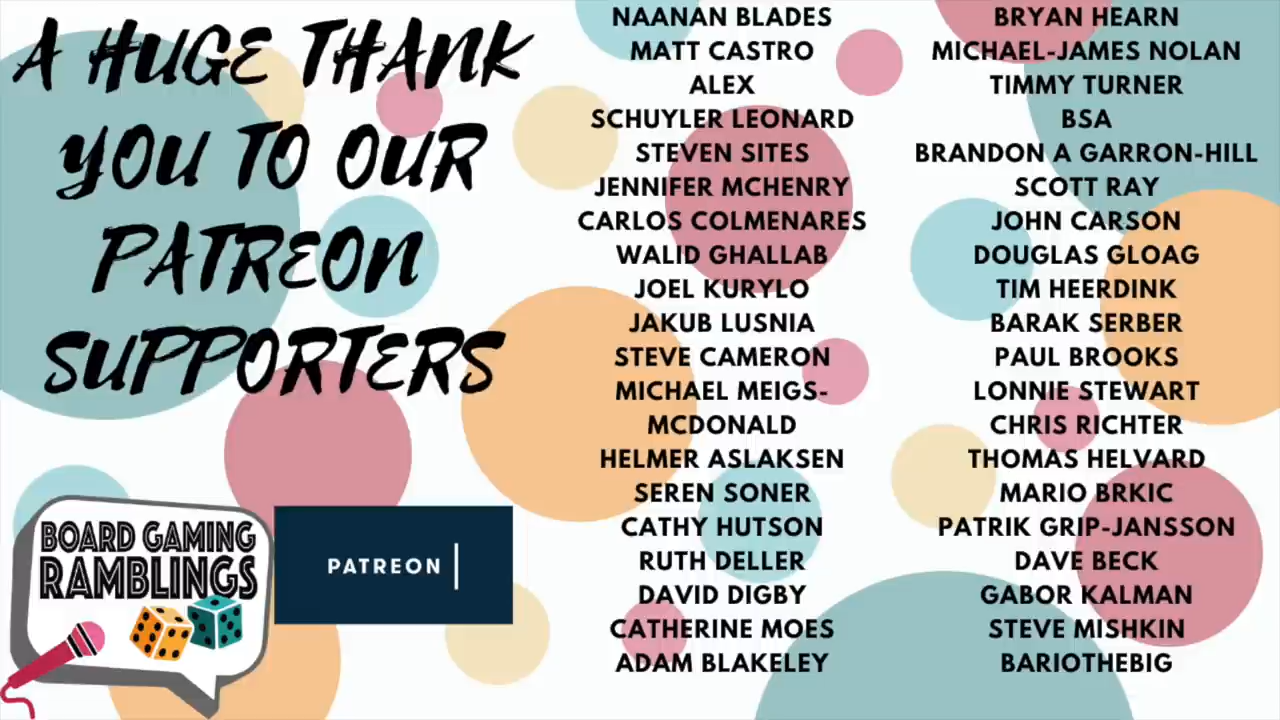 A HUGE THANK
YOU TO OUR
PATREON
SUPPORTERS
BOARD GAMING
RAMBLINGS
PATREON
NAANAN BLADES
MATT CASTRO
ALEX
SCHUYLER LEONARD
STEVEN SITES
JENNIFER MCHENRY
CARLOS COLMENARES
WALID GHALLAB
JOEL KURYLO
JAKUB LUSNIA
STEVE CAMERON
MICHAEL MEIGS-
MCDONALD
HELMER ASLAKSEN
SEREN SONER
CATHY HUTSON
RUTH DELLER
DAVID DIGBY
CATHERINE MOES
ADAM BLAKELEY
BRYAN HEARN
MICHAEL-JAMES NOLAN
TIMMY TURNER
BSA
BRANDON A GARRON-HILL
SCOTT RAY
JOHN CARSON
DOUGLAS GLOAG
TIM HEERDINK
BARAK SERBER
PAUL BROOKS
LONNIE STEWART
CHRIS RICHTER
THOMAS HELVARD
MARIO BRKIC
PATRIK GRIP-JANSSON
DAVE BECK
GABOR KALMAN
STEVE MISHKIN
BARIOTHEBIG